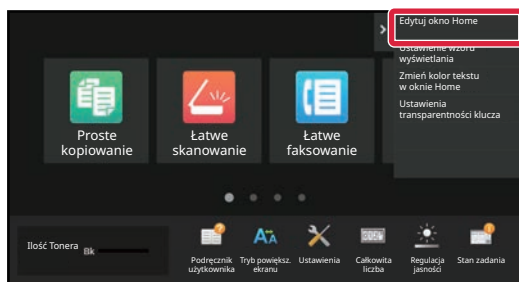 Edytuj okno Home
Ustawienie wzoru
wyświetlania
Zmień kolor tekstu
w oknie Home
Ustawienia
transparentności klucza
Proste
kopiowanie
Łatwe
skanowanie
Łatwe
faksowanie
Ilość Tonera
Bk
Podręcznik
użytkownika
Tryb powiększ.
ekranu
Ustawienia
Całkowita
liczba
Regulacja
jasności
Stan zadania